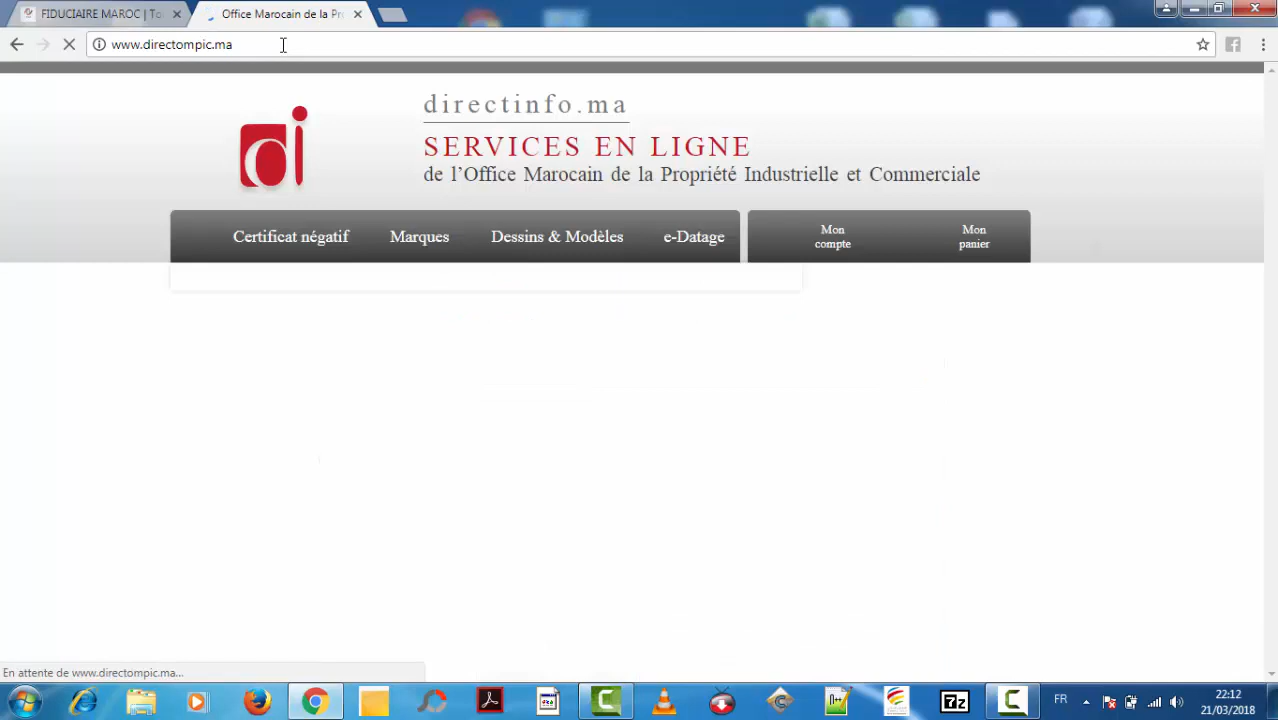 FIDUCIAIRE MAROC | To
Office Marocain de la Pr
www.directompic.ma
di
directinfo.ma
SERVICES EN LIGNE
de l'Office Marocain de la Propriété Industrielle et Commerciale
Certificat négatif
Marques
Dessins & Modèles
e-Datage
Mon
compte
Mon
panier
En attente de www.directompic.ma...
7z
FR
22:12
21/03/2018